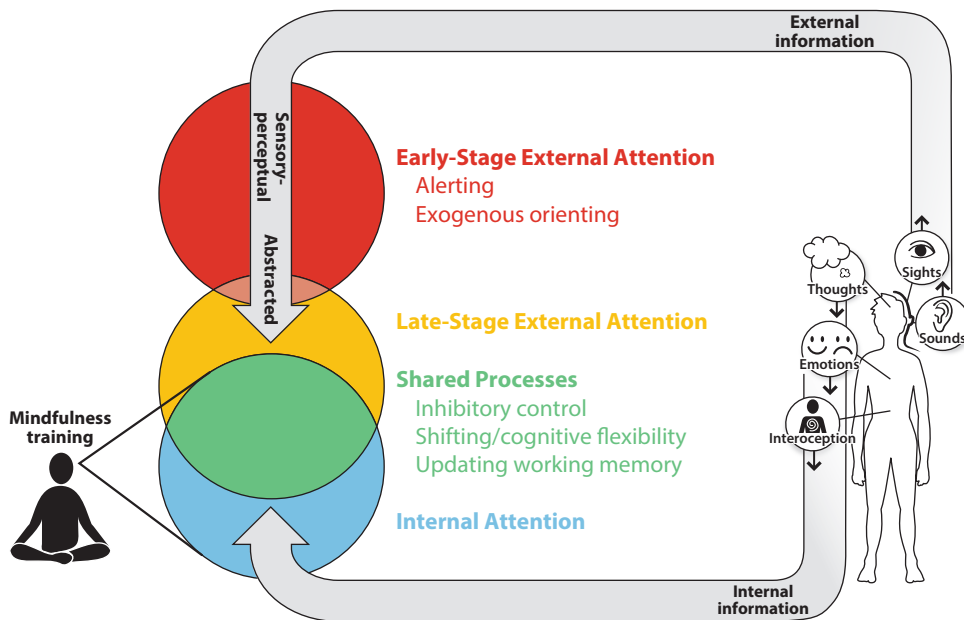 External
information
Sensory-
perceptual
Abstracted
Early-Stage External Attention
Alerting
Exogenous orienting
Late-Stage External Attention
Shared Processes
Inhibitory control
Shifting/cognitive flexibility
Updating working memory
Internal Attention
Mindfulness
training
Thoughts
Sights
Sounds
Emotions
Interoception
Internal
information